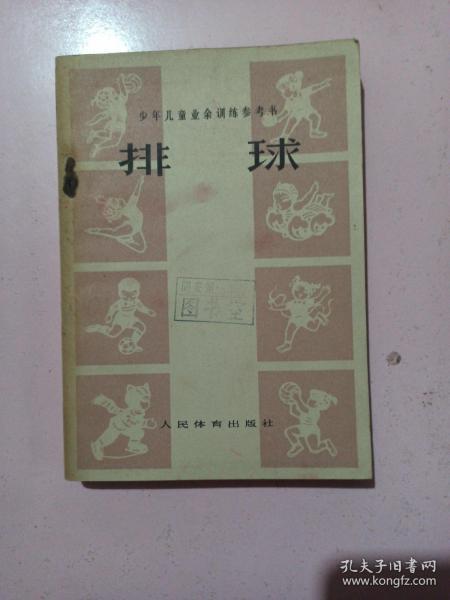 少年儿童业余训练参考书
排 球
图书室
人民体育出版社
孔夫子旧书网
www.kongfz.com